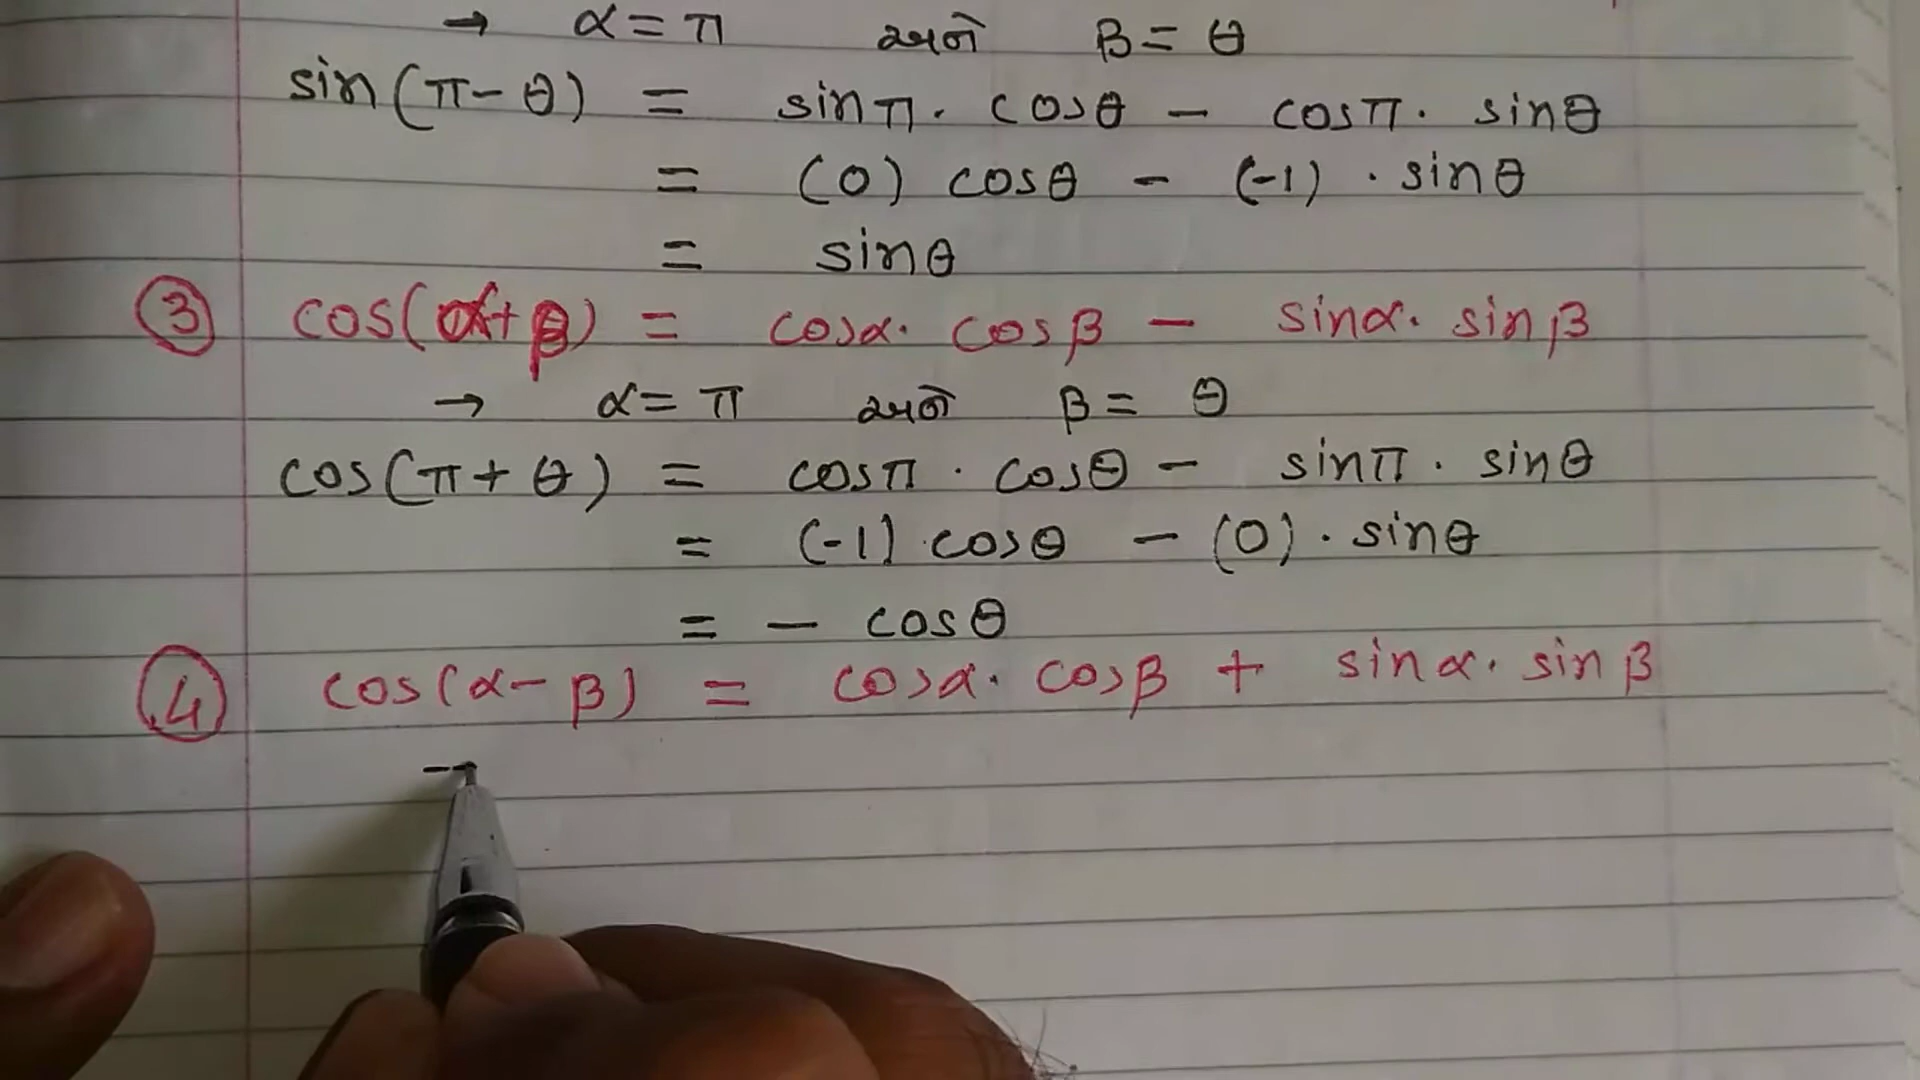 → α = π અને β = θ
sin(π - θ) = sinπ . cosθ - cosπ . sinθ
= (0) cosθ - (-1) . sinθ
= sinθ
③ cos(α + β) = cosα . cosβ - sinα . sinβ
→ α = π અને β = θ
cos(π + θ) = cosπ . cosθ - sinπ . sinθ
= (-1) . cosθ - (0) . sinθ
= - cosθ
④ cos(α - β) = cosα . cosβ + sinα . sinβ